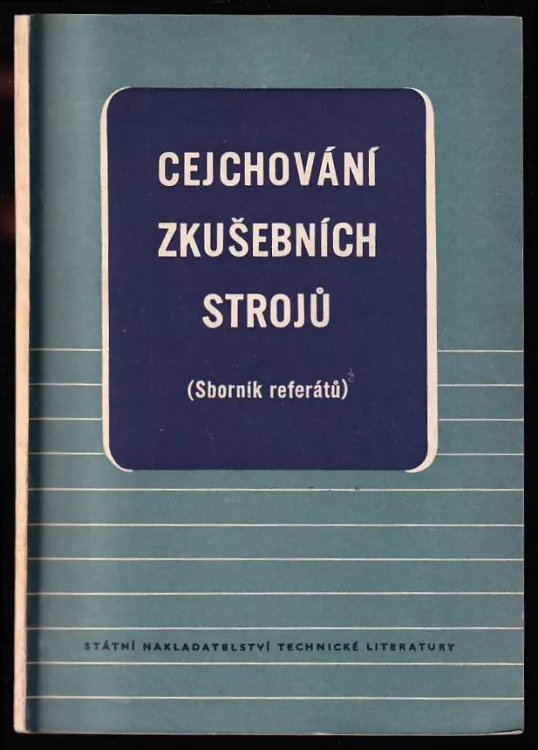 CEJCHOVÁNÍ
ZKUŠEBNÍCH
STROJŮ
(Sborník referátů)
STÁTNÍ NAKLADATELSTVÍ TECHNICKÉ LITERATURY